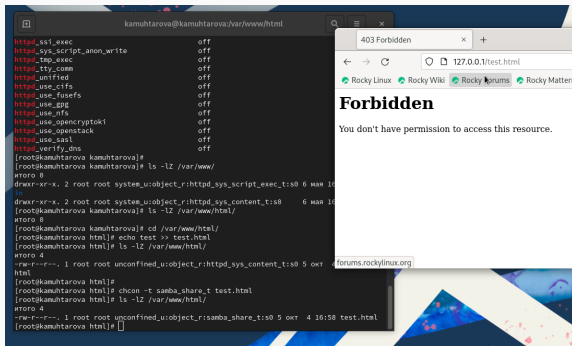 kamuhtarova@kamuhtarova:/var/www/html
httpd_ssi_exec off
httpd_sys_script_anon_write off
httpd_tmp_exec off
httpd_tty_comm off
httpd_unified off
httpd_use_cifs off
httpd_use_fusefs off
httpd_use_gpg off
httpd_use_nfs off
httpd_use_opencryptoki off
httpd_use_openstack off
httpd_use_sasl off
httpd_verify_dns off
[root@kamuhtarova kamuhtarova]#
[root@kamuhtarova kamuhtarova]# ls -lZ /var/www/
итого 0
drwxr-xr-x. 2 root root system_u:object_r:httpd_sys_script_exec_t:s0 6 мая 16
in
drwxr-xr-x. 2 root root system_u:object_r:httpd_sys_content_t:s0 6 мая 16
[root@kamuhtarova kamuhtarova]# ls -lZ /var/www/html/
итого 0
[root@kamuhtarova kamuhtarova]# cd /var/www/html/
[root@kamuhtarova html]# echo test >> test.html
[root@kamuhtarova html]# ls -lZ /var/www/html/
итого 4
-rw-r--r--. 1 root root unconfined_u:object_r:httpd_sys_content_t:s0 5 окт 4
html
[root@kamuhtarova html]#
[root@kamuhtarova html]# chcon -t samba_share_t test.html
[root@kamuhtarova html]# ls -lZ /var/www/html/
итого 4
-rw-r--r--. 1 root root unconfined_u:object_r:samba_share_t:s0 5 окт 4 16:58 test.html
[root@kamuhtarova html]#
403 Forbidden
127.0.0.1/test.html
Rocky Linux Rocky Wiki Rocky Forums Rocky Matter
Forbidden
You don't have permission to access this resource.
forums.rockylinux.org